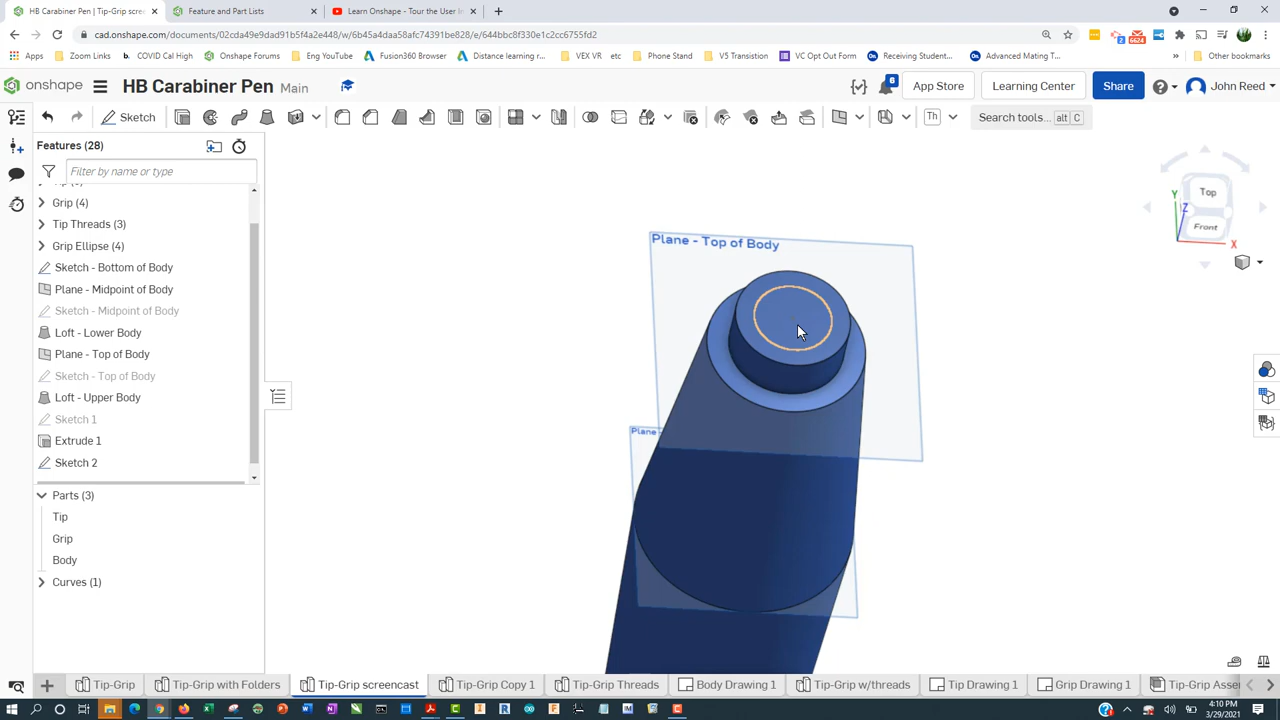 HB Carabiner Pen | Tip-Grip scree
Feature and Part Lists
Learn Onshape - Tour the User In
cad.onshape.com/documents/02cda49e9dad91b5f4a2e448/w/6b45a4daa58afc74391bb385/e/644bbc8f330e1c2cc6755fd2
6624
Apps
Zoom Links
COVID Cal High
Onshape Forums
Eng YouTube
Fusion360 Browser
Distance learning r...
VEX VR etc
Phone Stand
V5 Transistion
VC Opt Out Form
Receiving Student...
Advanced Mating T...
Other bookmarks
onshape
HB Carabiner Pen
Main
6
App Store
Learning Center
Share
John Reed
Sketch
Th
Search tools...
alt
C
Features (28)
Filter by name or type
Grip (4)
Tip Threads (3)
Grip Ellipse (4)
Sketch - Bottom of Body
Plane - Midpoint of Body
Sketch - Midpoint of Body
Loft - Lower Body
Plane - Top of Body
Sketch - Top of Body
Loft - Upper Body
Sketch 1
Extrude 1
Sketch 2
Parts (3)
Tip
Grip
Body
Curves (1)
Plane - Top of Body
Plane -
Top
Front
Y
Z
X
Tip-Grip
Tip-Grip with Folders
Tip-Grip screencast
Tip-Grip Copy 1
Tip-Grip Threads
Body Drawing 1
Tip-Grip w/threads
Tip Drawing 1
Grip Drawing 1
Tip-Grip Asser
4:10 PM
3/29/2021